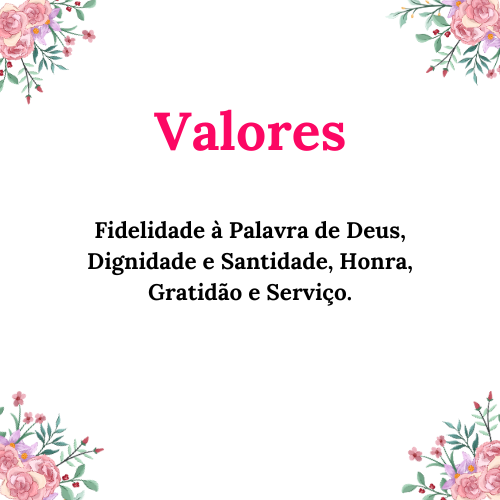 Valores
Fidelidade à Palavra de Deus,
Dignidade e Santidade, Honra,
Gratidão e Serviço.